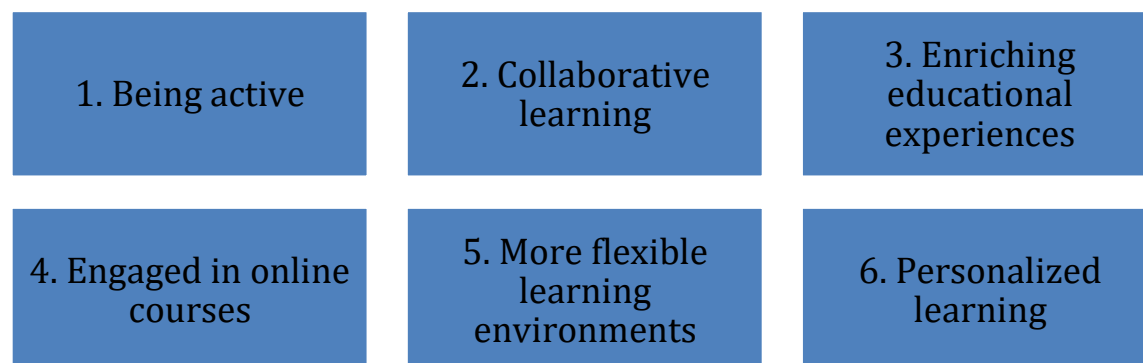 1. Being active
2. Collaborative
learning
3. Enriching
educational
experiences
4. Engaged in online
courses
5. More flexible
learning
environments
6. Personalized
learning